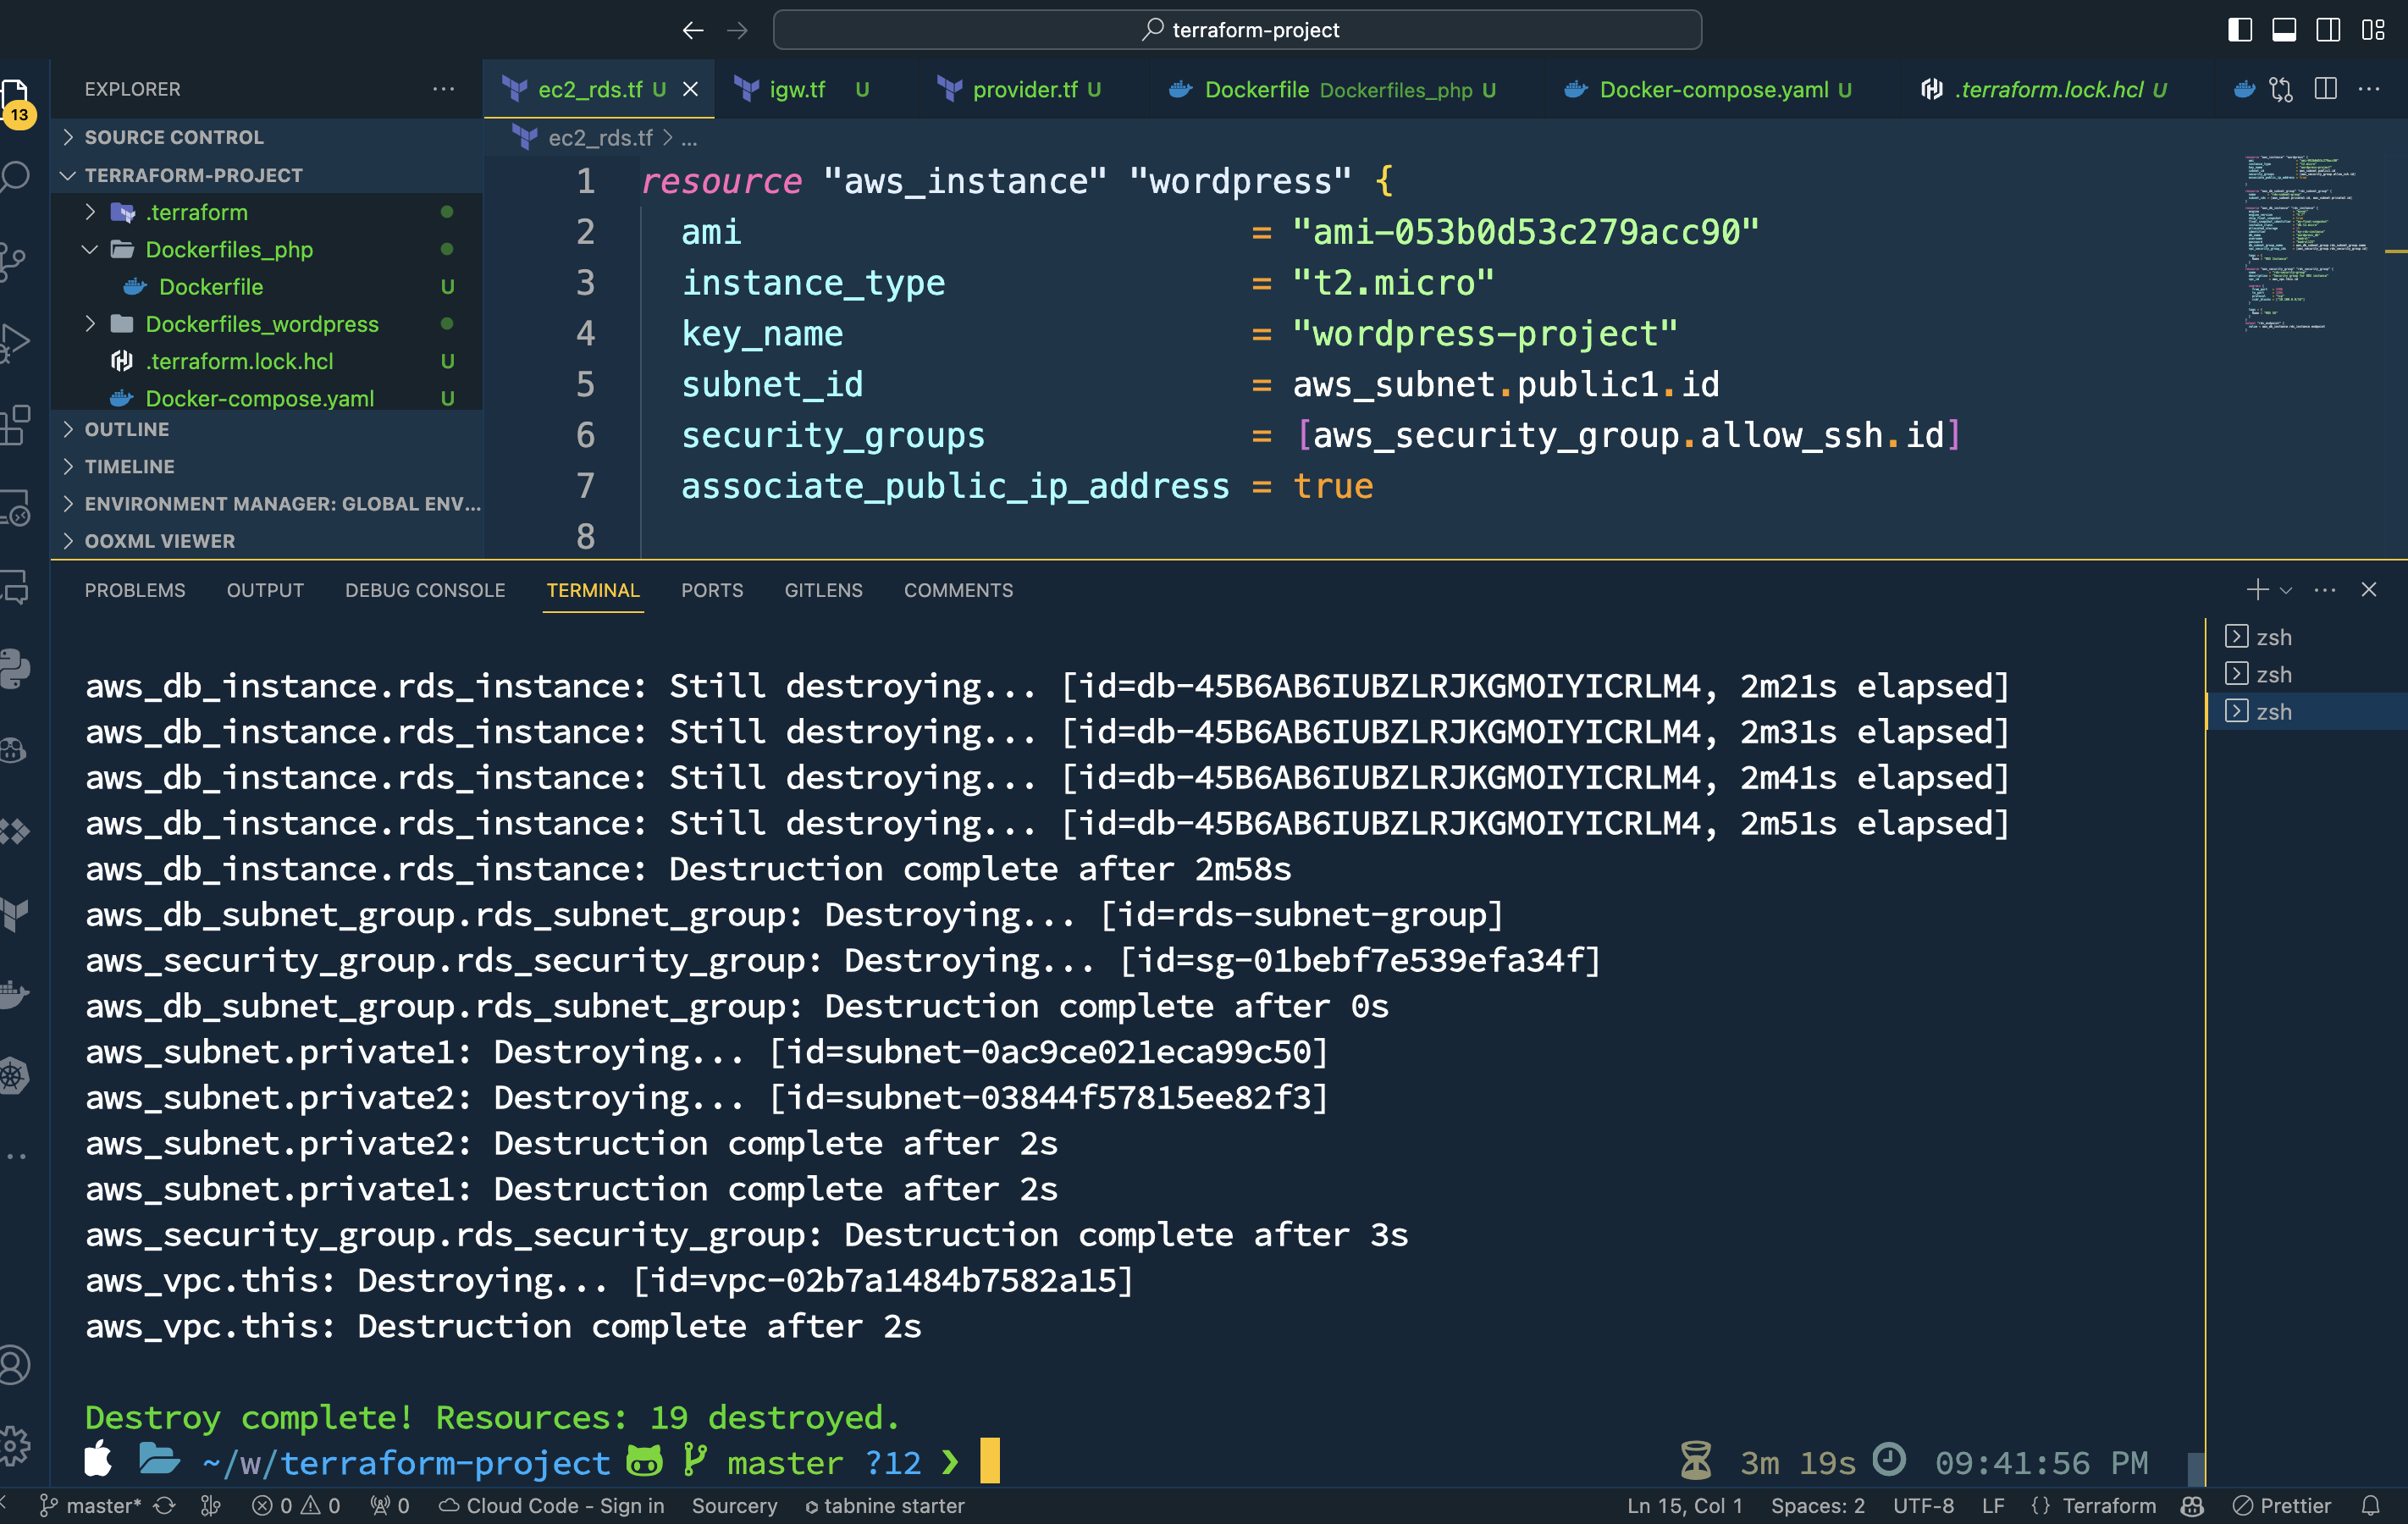 terraform-project
EXPLORER
ec2_rds.tf U
igw.tf U
provider.tf U
Dockerfile Dockerfiles_php U
Docker-compose.yaml U
.terraform.lock.hcl U
13
SOURCE CONTROL
TERRAFORM-PROJECT
.terraform
Dockerfiles_php
Dockerfile U
Dockerfiles_wordpress
.terraform.lock.hcl U
Docker-compose.yaml U
OUTLINE
TIMELINE
ENVIRONMENT MANAGER: GLOBAL ENV...
OOXML VIEWER
ec2_rds.tf > ...
1 resource "aws_instance" "wordpress" {
2 ami = "ami-053b0d53c279acc90"
3 instance_type = "t2.micro"
4 key_name = "wordpress-project"
5 subnet_id = aws_subnet.public1.id
6 security_groups = [aws_security_group.allow_ssh.id]
7 associate_public_ip_address = true
8
PROBLEMS OUTPUT DEBUG CONSOLE TERMINAL PORTS GITLENS COMMENTS
zsh
zsh
zsh
aws_db_instance.rds_instance: Still destroying... [id=db-45B6AB6IUBZLRJKGMOIYICRLM4, 2m21s elapsed]
aws_db_instance.rds_instance: Still destroying... [id=db-45B6AB6IUBZLRJKGMOIYICRLM4, 2m31s elapsed]
aws_db_instance.rds_instance: Still destroying... [id=db-45B6AB6IUBZLRJKGMOIYICRLM4, 2m41s elapsed]
aws_db_instance.rds_instance: Still destroying... [id=db-45B6AB6IUBZLRJKGMOIYICRLM4, 2m51s elapsed]
aws_db_instance.rds_instance: Destruction complete after 2m58s
aws_db_subnet_group.rds_subnet_group: Destroying... [id=rds-subnet-group]
aws_security_group.rds_security_group: Destroying... [id=sg-01bebf7e539efa34f]
aws_db_subnet_group.rds_subnet_group: Destruction complete after 0s
aws_subnet.private1: Destroying... [id=subnet-0ac9ce021eca99c50]
aws_subnet.private2: Destroying... [id=subnet-03844f57815ee82f3]
aws_subnet.private2: Destruction complete after 2s
aws_subnet.private1: Destruction complete after 2s
aws_security_group.rds_security_group: Destruction complete after 3s
aws_vpc.this: Destroying... [id=vpc-02b7a1484b7582a15]
aws_vpc.this: Destruction complete after 2s
Destroy complete! Resources: 19 destroyed.
~/w/terraform-project master ?12 ❯ 3m 19s 09:41:56 PM
master* 0 0 0 Cloud Code - Sign in Sourcery tabnine starter Ln 15, Col 1 Spaces: 2 UTF-8 LF {} Terraform Prettier